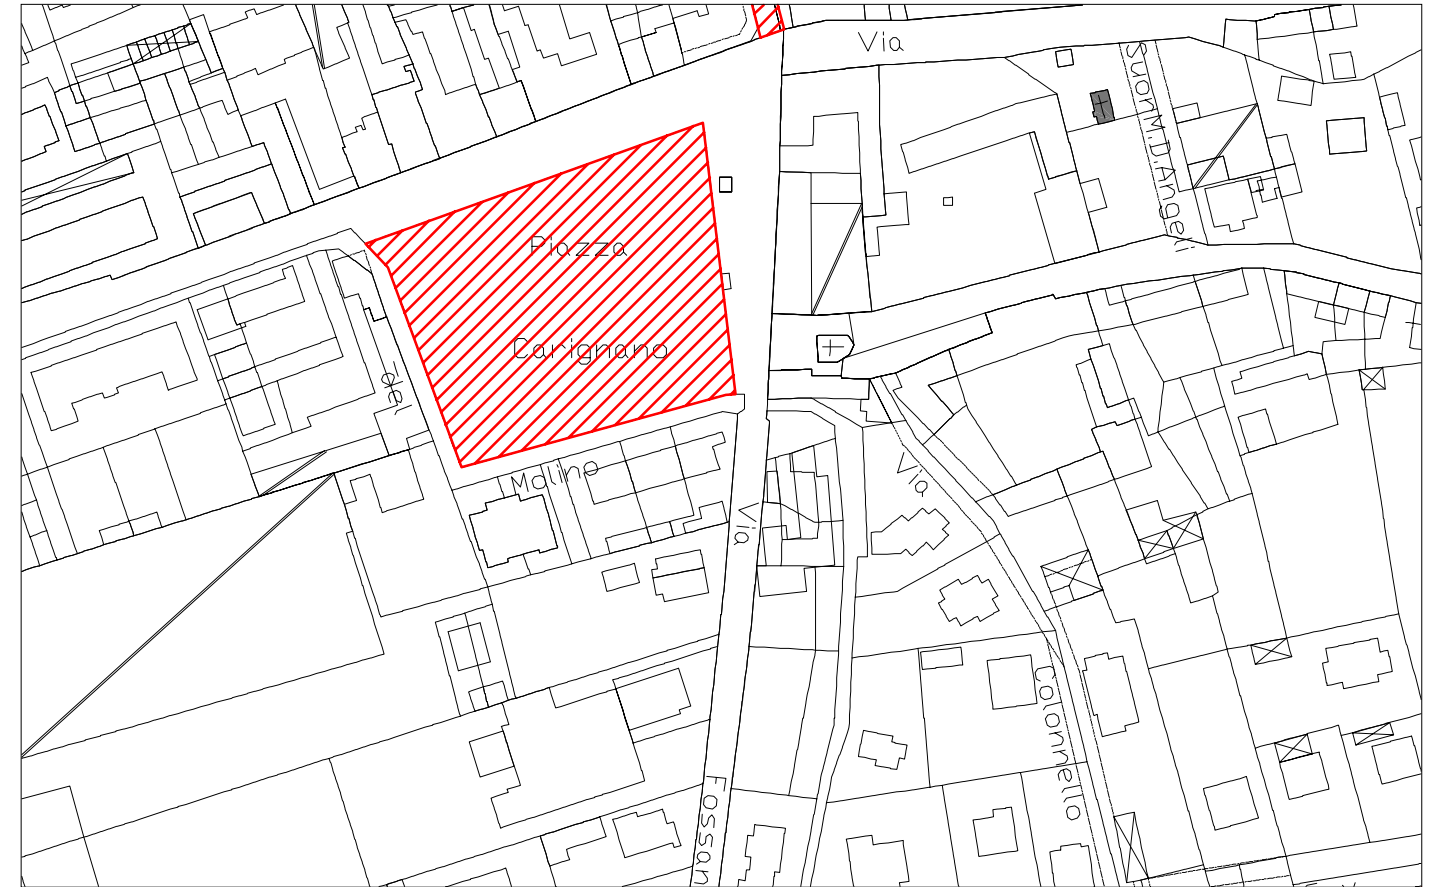 Via
Suor M.D.Angeli
Piazza
Carignano
del
Molino
Via
Via
Colonnello
Fossan